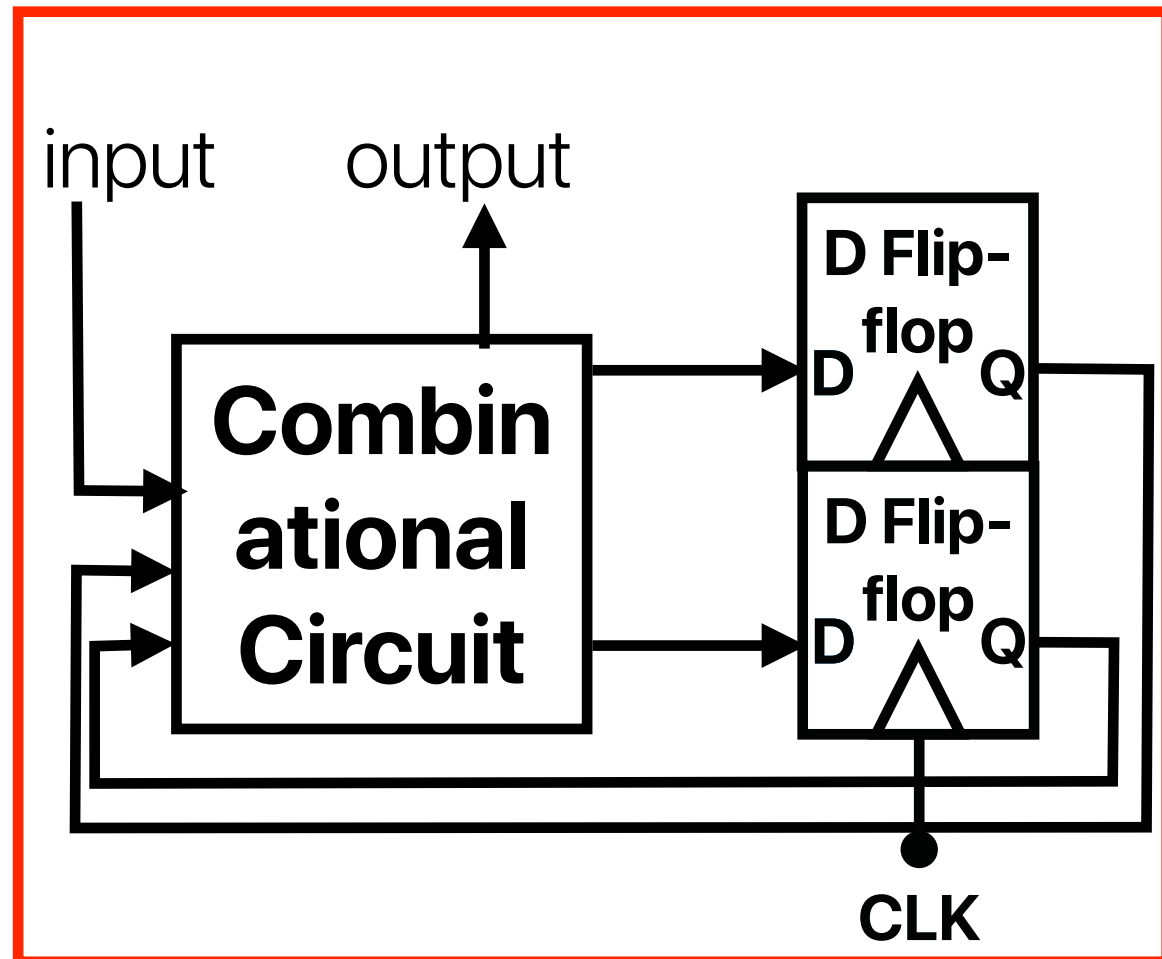 input
output
D Flip-
flop
D
Q
Combin
ational
Circuit
D Flip-
flop
D
Q
CLK